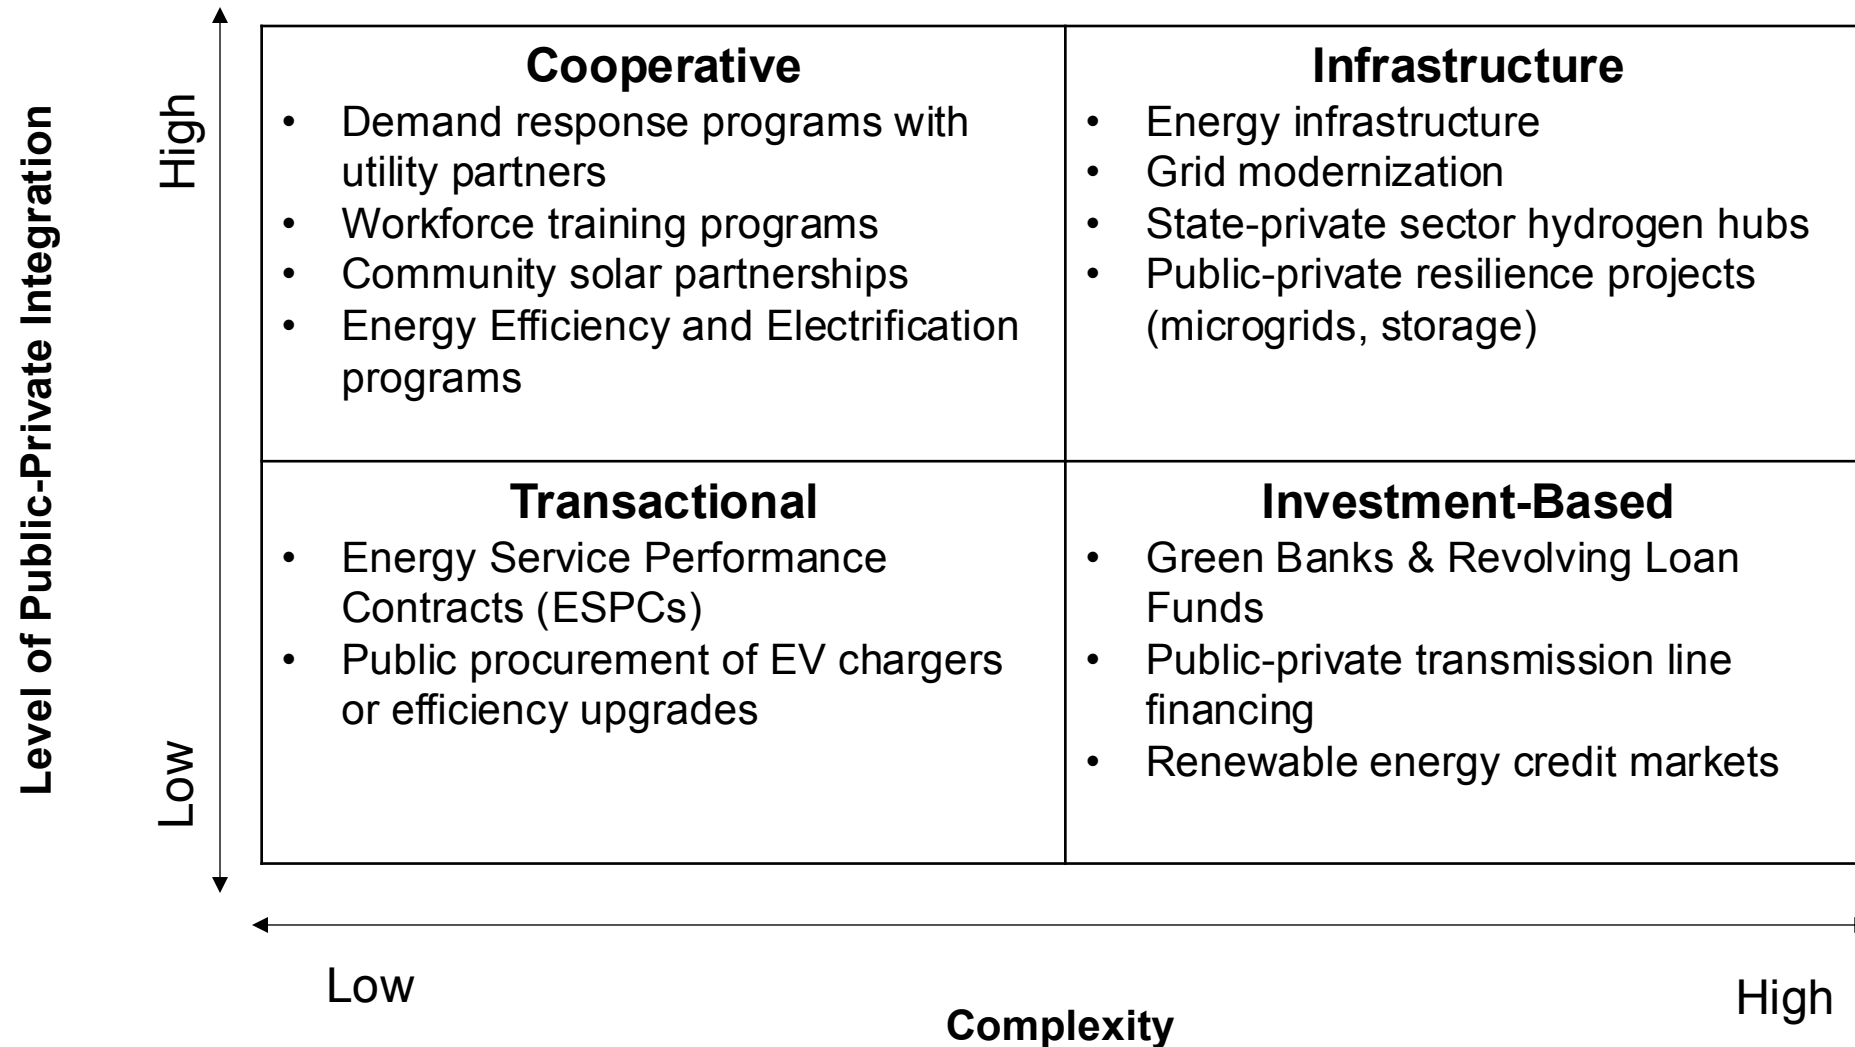 Level of Public-Private Integration
High
Low
Cooperative
• Demand response programs with
utility partners
• Workforce training programs
• Community solar partnerships
• Energy Efficiency and Electrification
programs
Infrastructure
• Energy infrastructure
• Grid modernization
• State-private sector hydrogen hubs
• Public-private resilience projects
(microgrids, storage)
Transactional
• Energy Service Performance
Contracts (ESPCs)
• Public procurement of EV chargers
or efficiency upgrades
Investment-Based
• Green Banks & Revolving Loan
Funds
• Public-private transmission line
financing
• Renewable energy credit markets
Low
High
Complexity